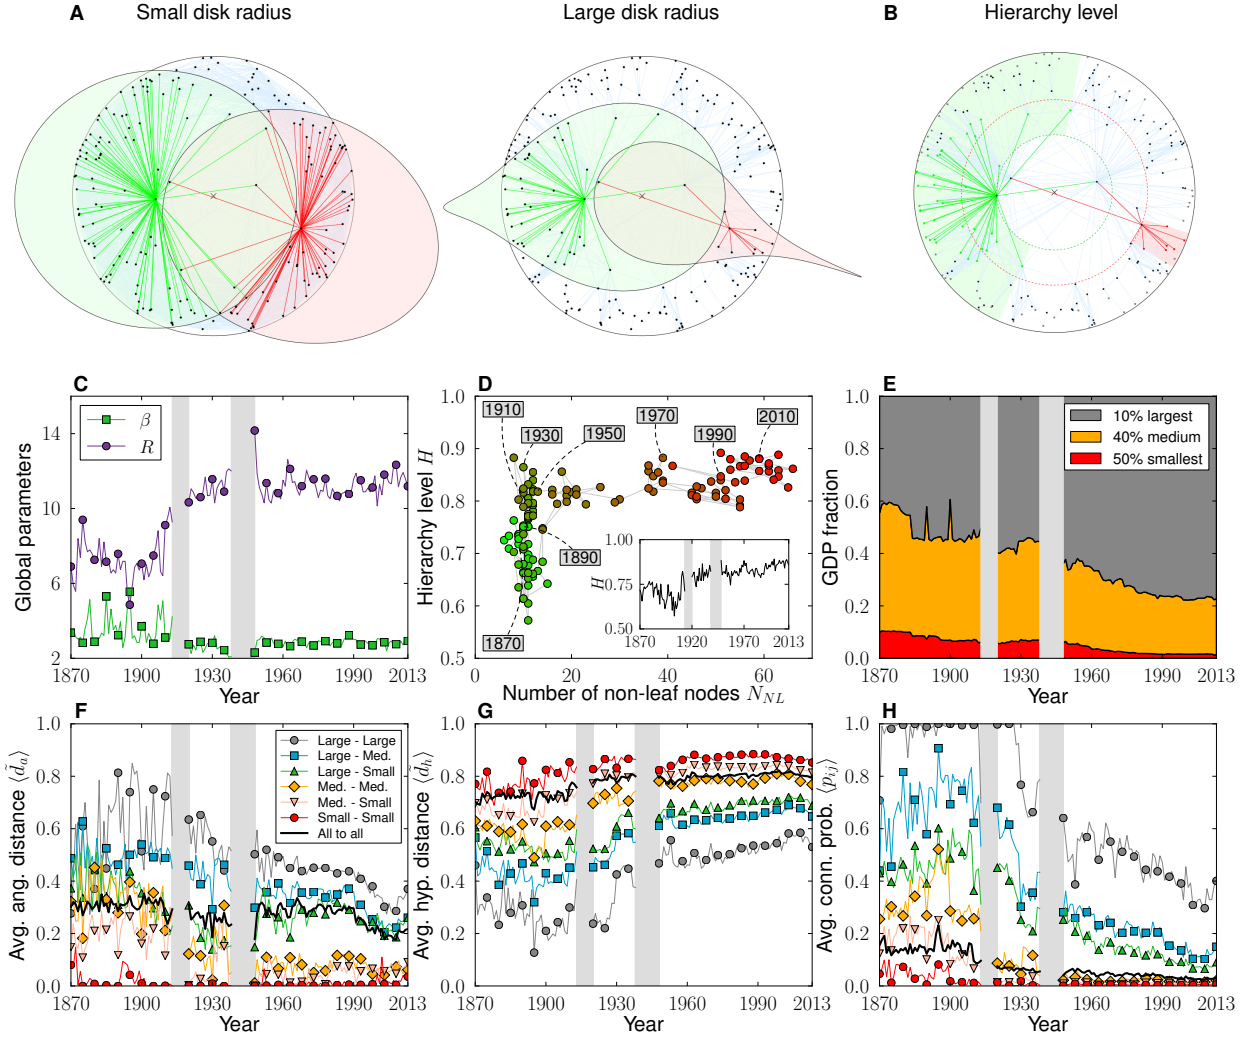 A Small disk radius
Large disk radius
B Hierarchy level
C
14
10
6
2
β
R
Global parameters
1870 1900 1930 1960 1990 2013
Year
D
1.0
0.9
0.8
0.7
0.6
0.5
Hierarchy level H
1910
1930
1950
1970
1990
2010
1890
1870
1.00
0.75
0.50
H
1870 1920 1970 2013
0 20 40 60
Number of non-leaf nodes N_NL
E
1.0
0.8
0.6
0.4
0.2
0.0
GDP fraction
10% largest
40% medium
50% smallest
1870 1900 1930 1960 1990 2013
Year
F
1.0
0.8
0.6
0.4
0.2
0.0
Avg. ang. distance ⟨d̃_a⟩
Large - Large
Large - Med.
Large - Small
Med. - Med.
Med. - Small
Small - Small
All to all
1870 1900 1930 1960 1990 2013
Year
G
1.0
0.8
0.6
0.4
0.2
0.0
Avg. hyp. distance ⟨d̃_h⟩
1870 1900 1930 1960 1990 2013
Year
H
1.0
0.8
0.6
0.4
0.2
0.0
Avg. conn. prob. ⟨p_ij⟩
1870 1900 1930 1960 1990 2013
Year